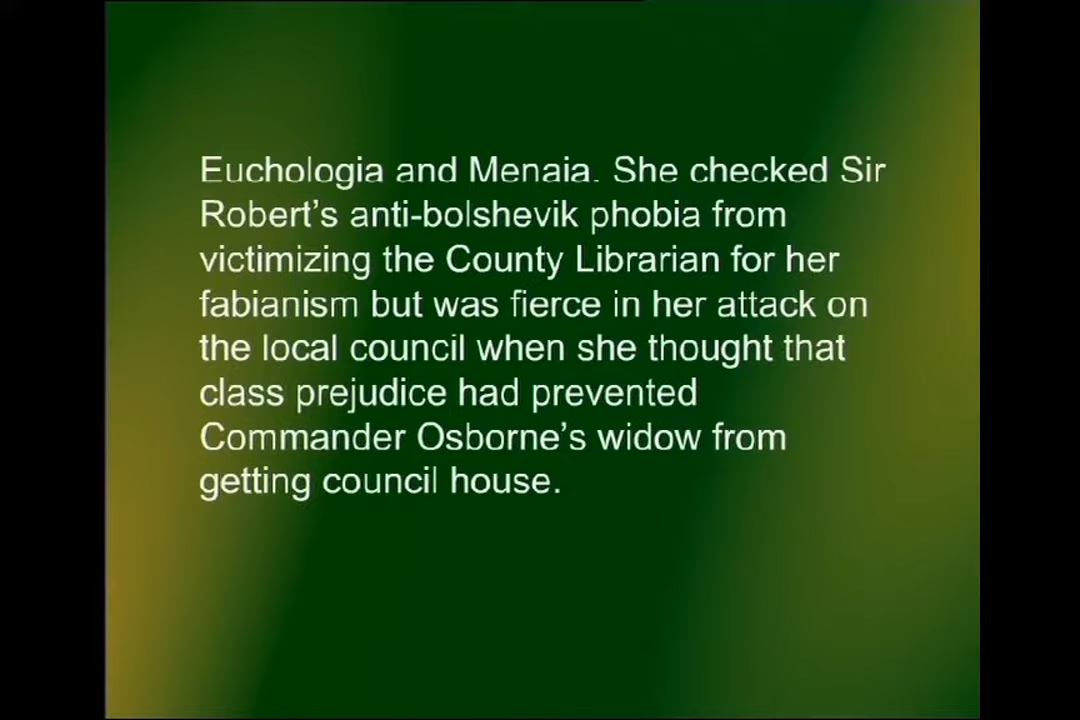 Euchologia and Menaia. She checked Sir
Robert’s anti-bolshevik phobia from
victimizing the County Librarian for her
fabianism but was fierce in her attack on
the local council when she thought that
class prejudice had prevented
Commander Osborne’s widow from
getting council house.